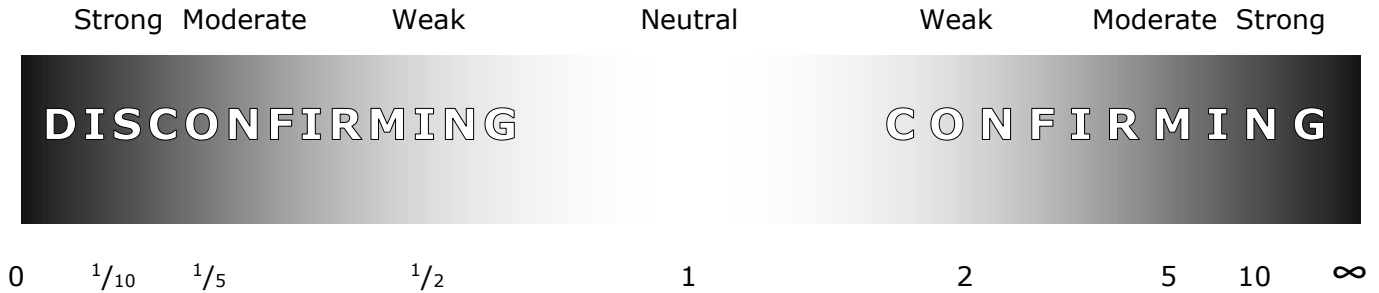 Strong Moderate Weak Neutral Weak Moderate Strong
DISCONFIRMING CONFIRMING
0 1/10 1/5 1/2 1 2 5 10 ∞